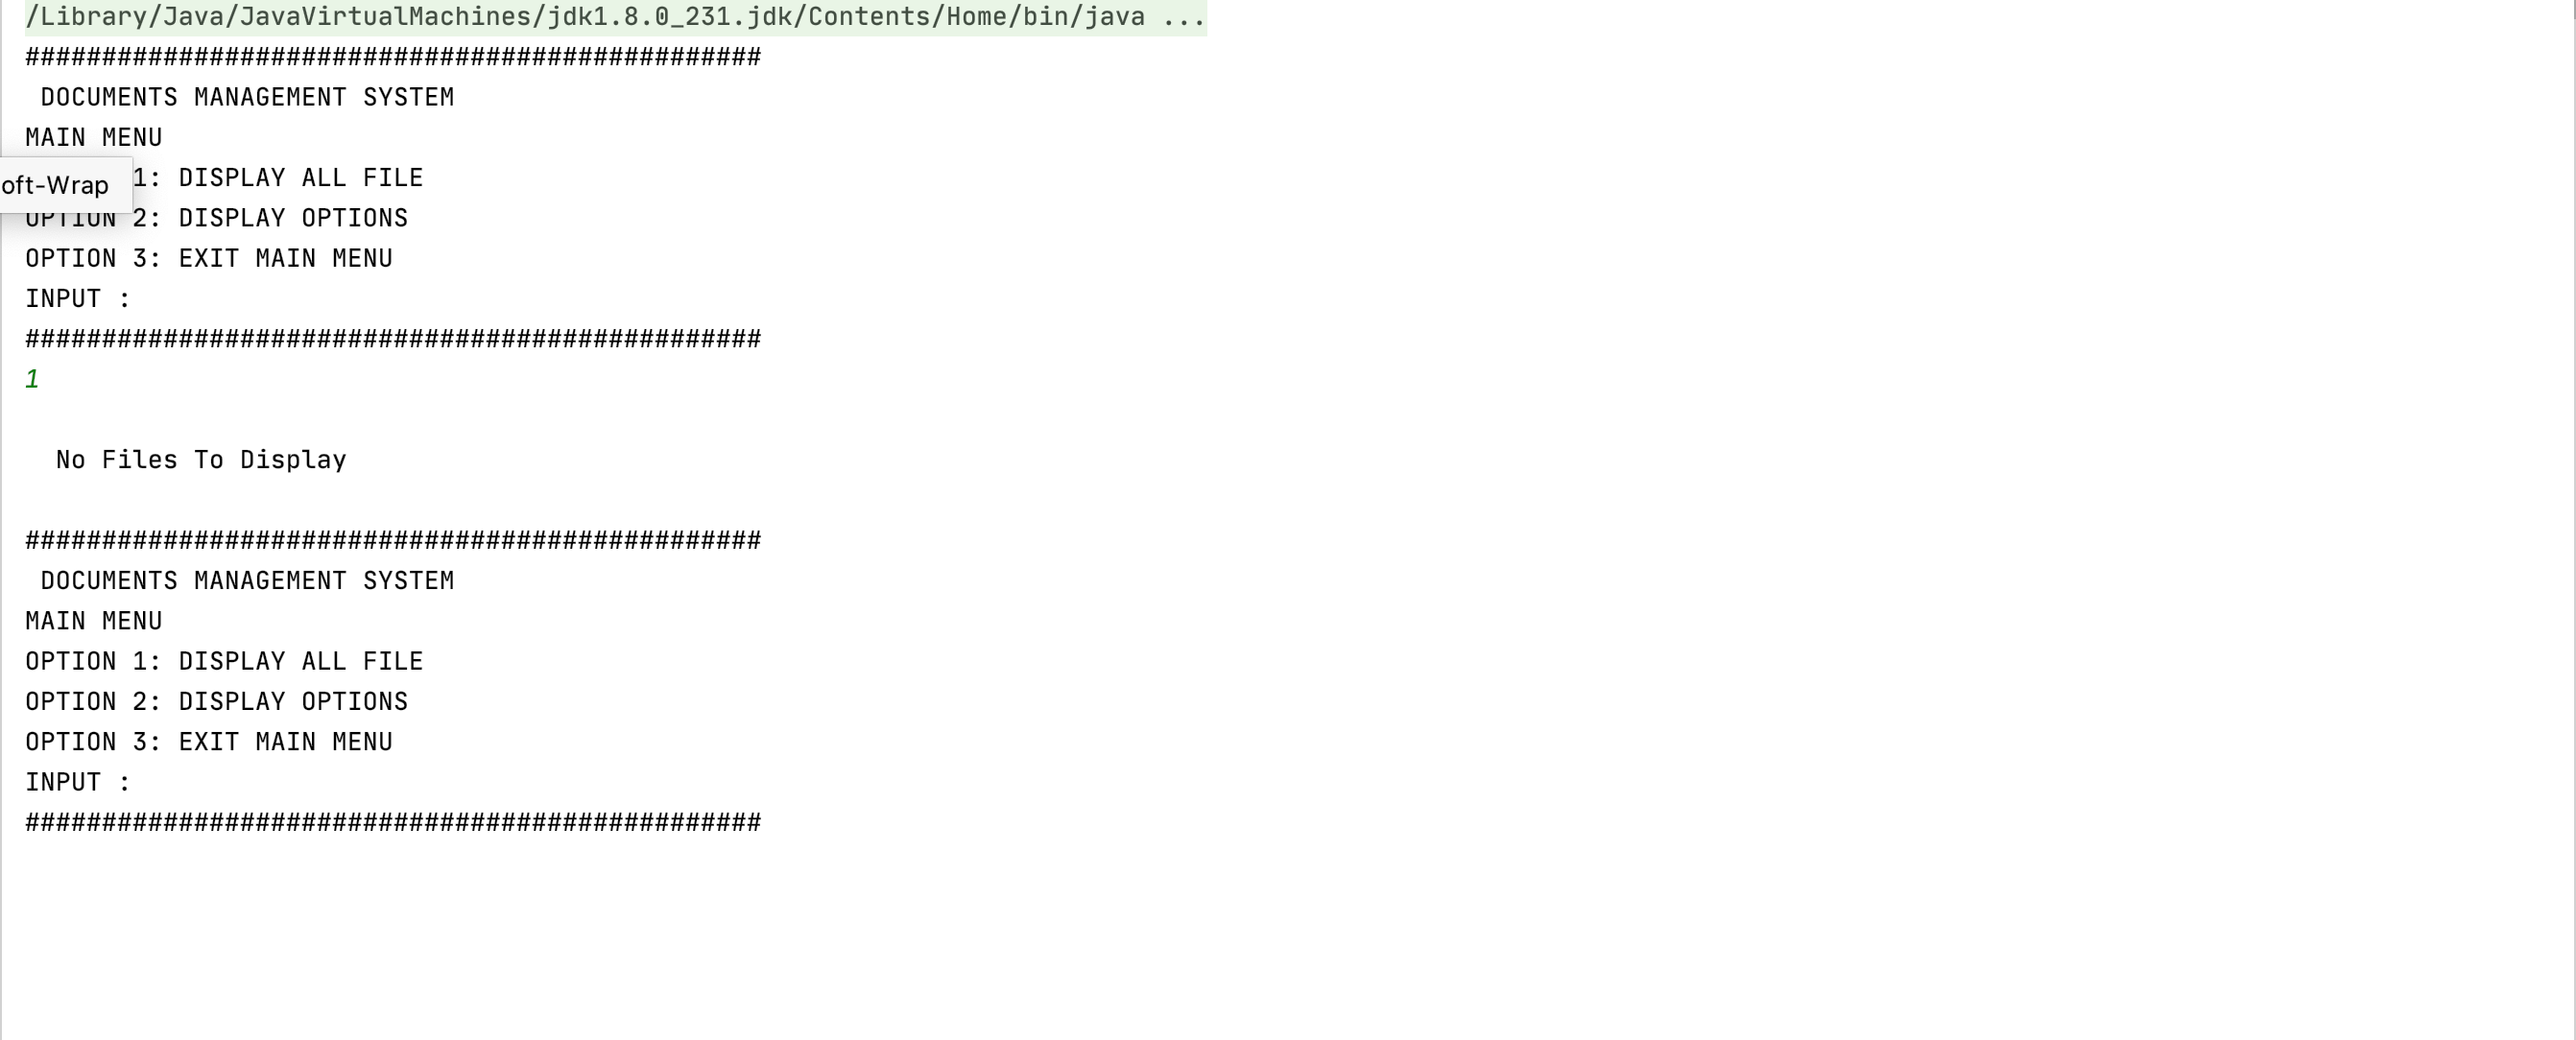 /Library/Java/JavaVirtualMachines/jdk1.8.0_231.jdk/Contents/Home/bin/java ...
################################################
DOCUMENTS MANAGEMENT SYSTEM
MAIN MENU
oft-Wrap
1: DISPLAY ALL FILE
OPTION 2: DISPLAY OPTIONS
OPTION 3: EXIT MAIN MENU
INPUT :
################################################
1
No Files To Display
################################################
DOCUMENTS MANAGEMENT SYSTEM
MAIN MENU
OPTION 1: DISPLAY ALL FILE
OPTION 2: DISPLAY OPTIONS
OPTION 3: EXIT MAIN MENU
INPUT :
################################################